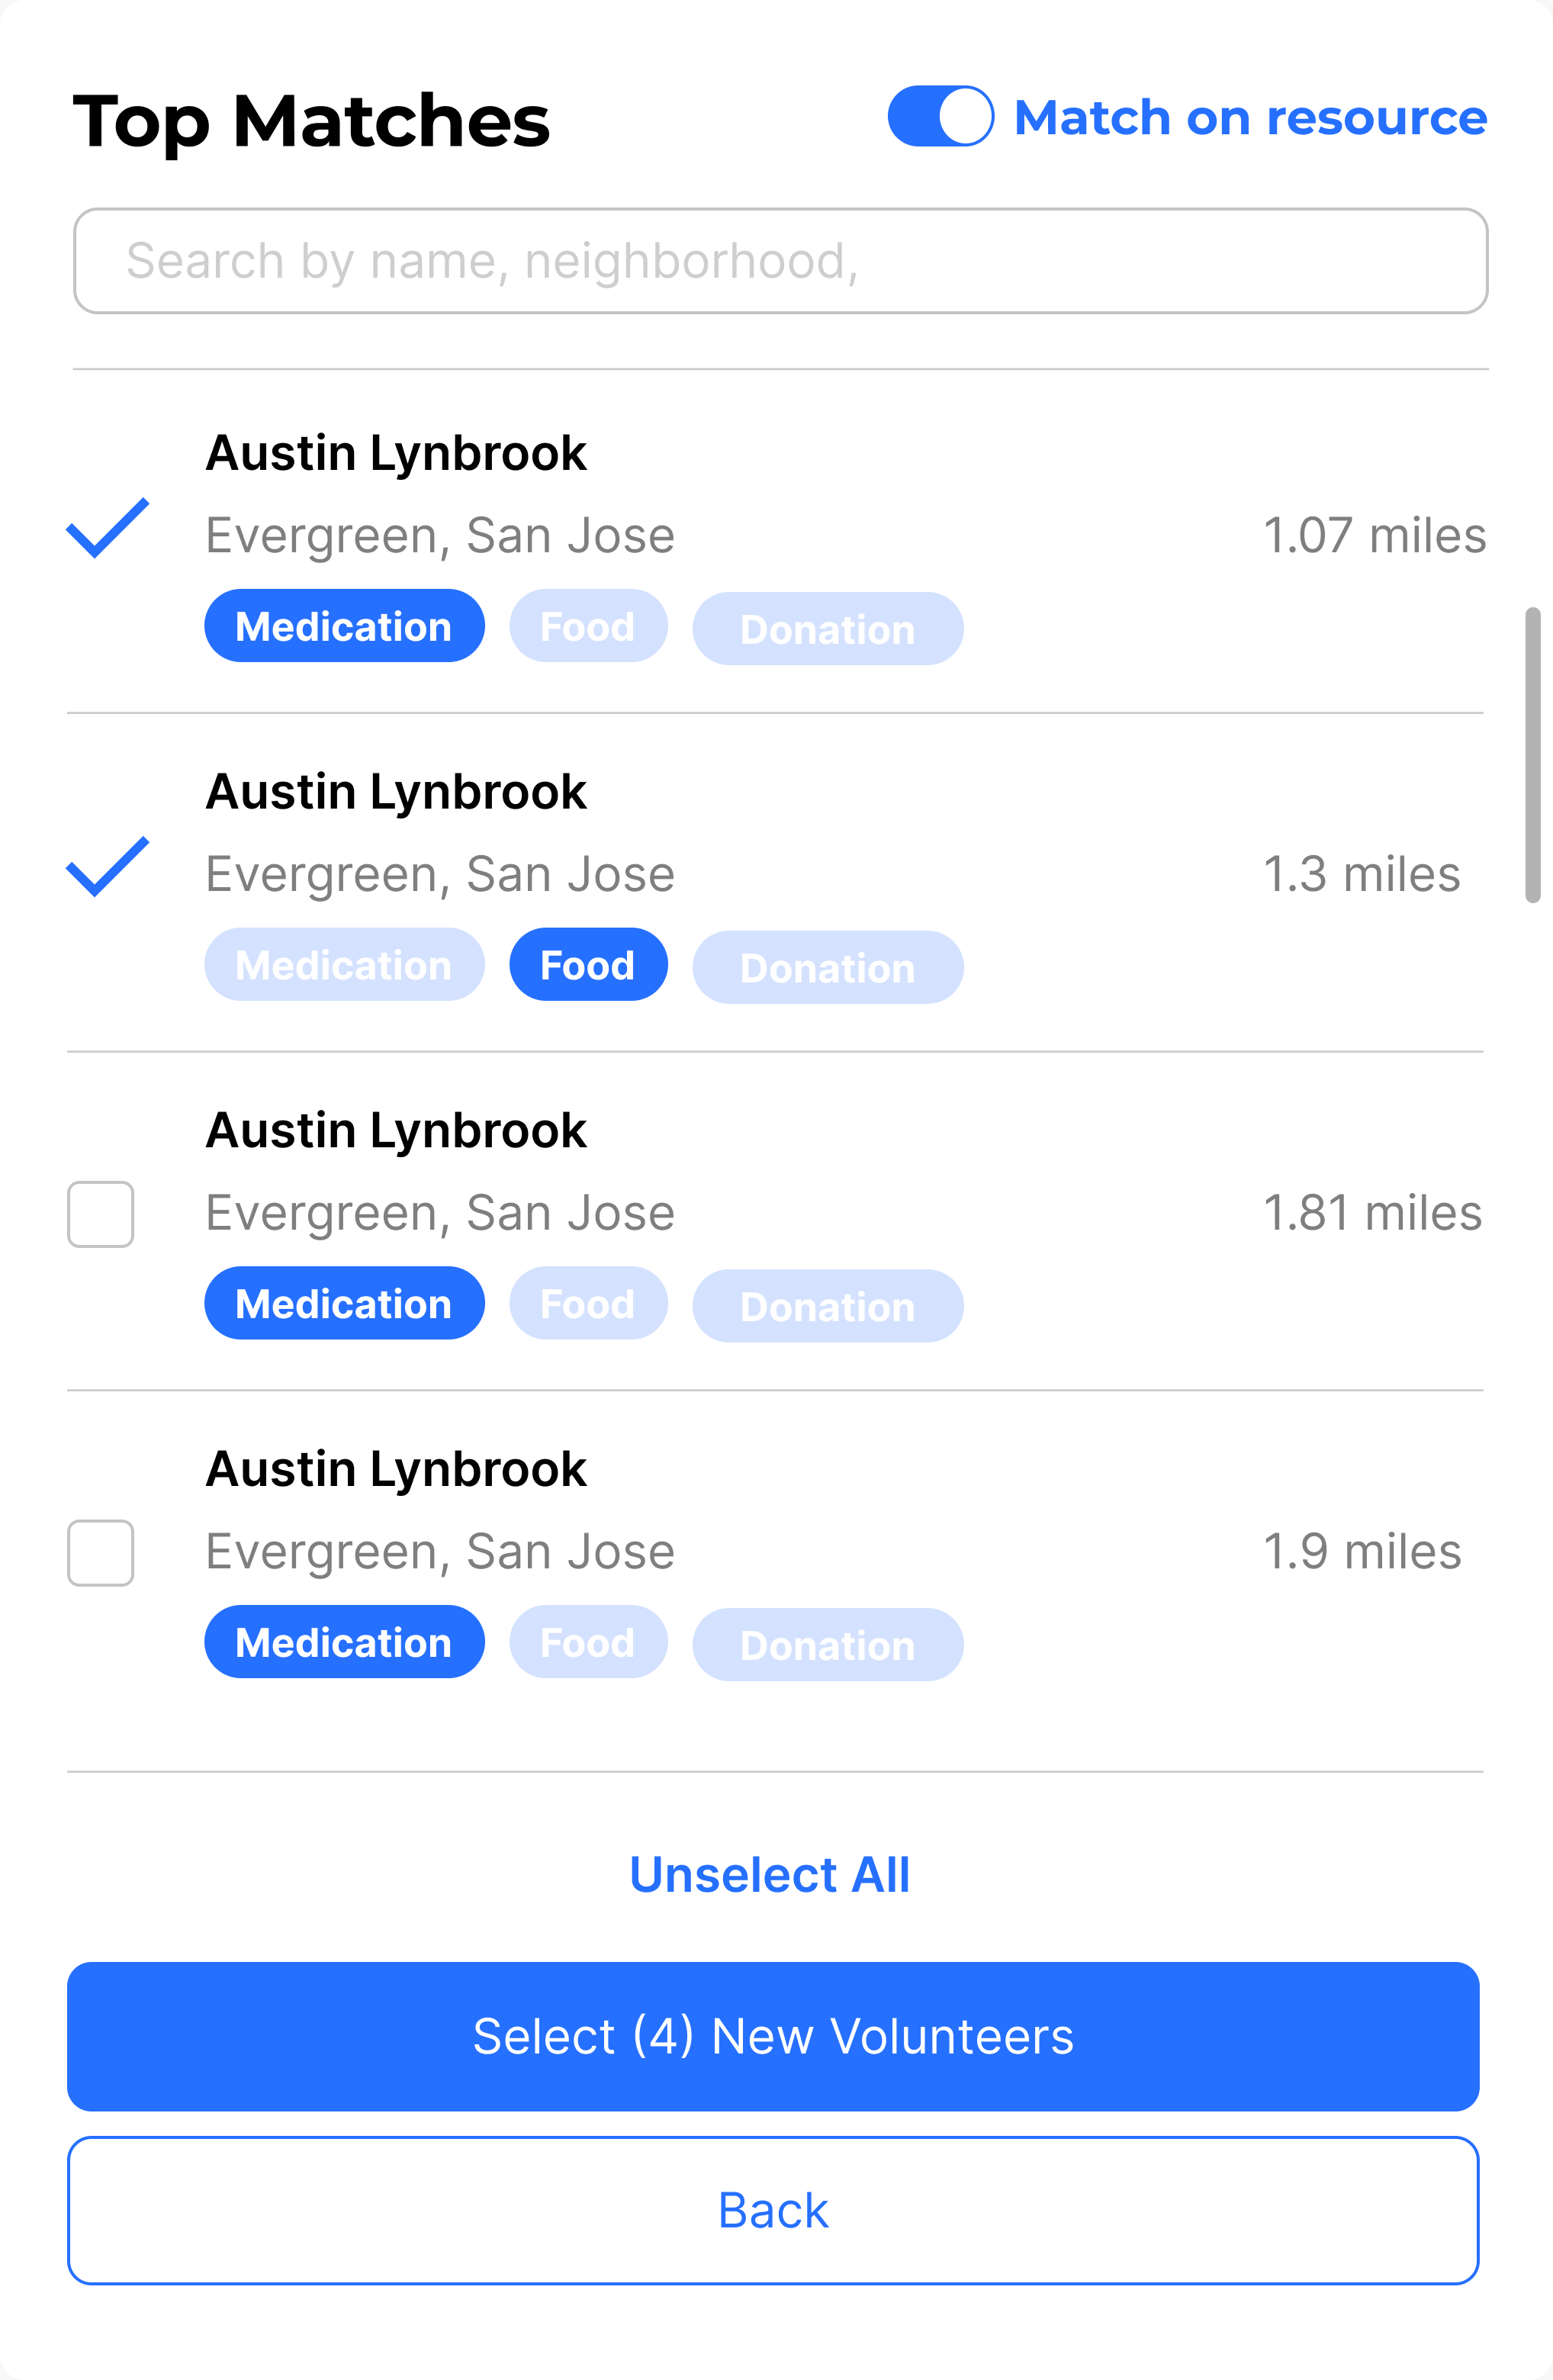 Top Matches
Match on resource
Search by name, neighborhood,
Austin Lynbrook
Evergreen, San Jose
1.07 miles
Medication Food Donation
Austin Lynbrook
Evergreen, San Jose
1.3 miles
Medication Food Donation
Austin Lynbrook
Evergreen, San Jose
1.81 miles
Medication Food Donation
Austin Lynbrook
Evergreen, San Jose
1.9 miles
Medication Food Donation
Unselect All
Select (4) New Volunteers
Back